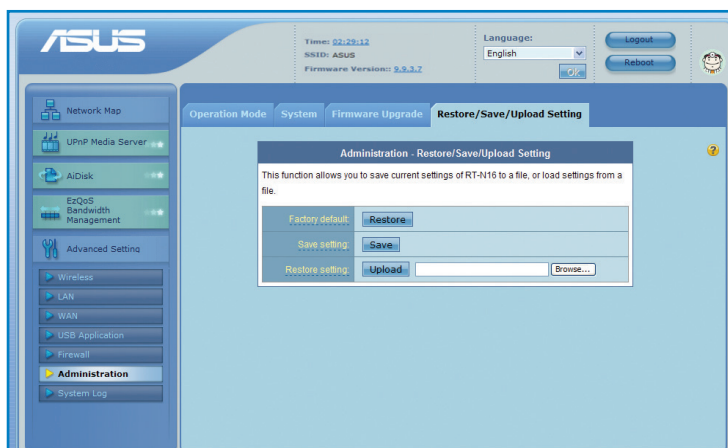 ASUS
Time: 02:29:12
SSID: ASUS
Firmware Version:: 9.9.3.7
Language:
English
Ok
Logout
Reboot
Network Map
UPnP Media Server
AiDisk
EzQoS
Bandwidth
Management
Advanced Setting
Wireless
LAN
WAN
USB Application
Firewall
Administration
System Log
Operation Mode
System
Firmware Upgrade
Restore/Save/Upload Setting
Administration - Restore/Save/Upload Setting
This function allows you to save current settings of RT-N16 to a file, or load settings from a
file.
Factory default: Restore
Save setting: Save
Restore setting: Upload Browse...
?